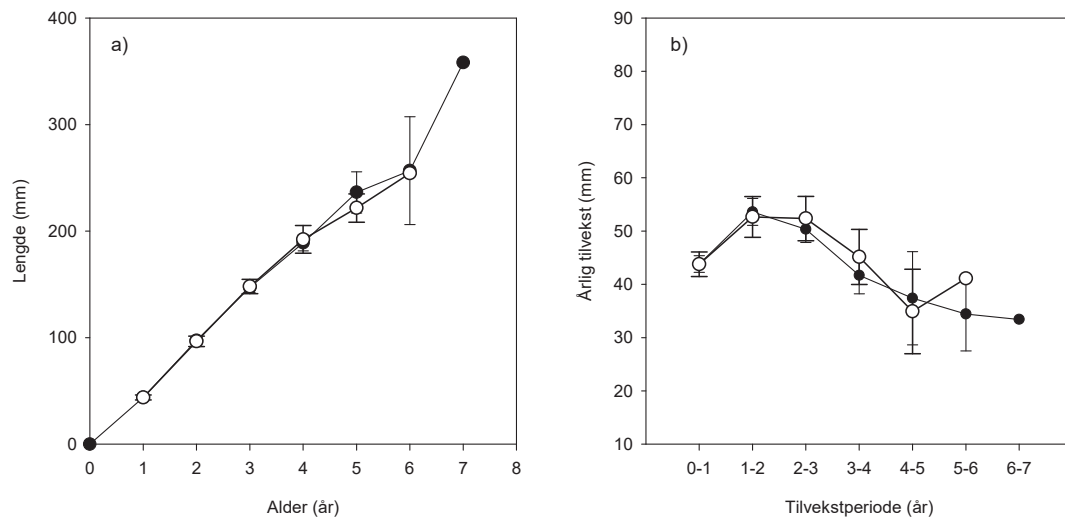 a)
400
300
200
100
0
Lengde (mm)
0 1 2 3 4 5 6 7 8
Alder (år)
b)
90
80
70
60
50
40
30
20
10
Årlig tilvekst (mm)
0-1 1-2 2-3 3-4 4-5 5-6 6-7
Tilvekstperiode (år)